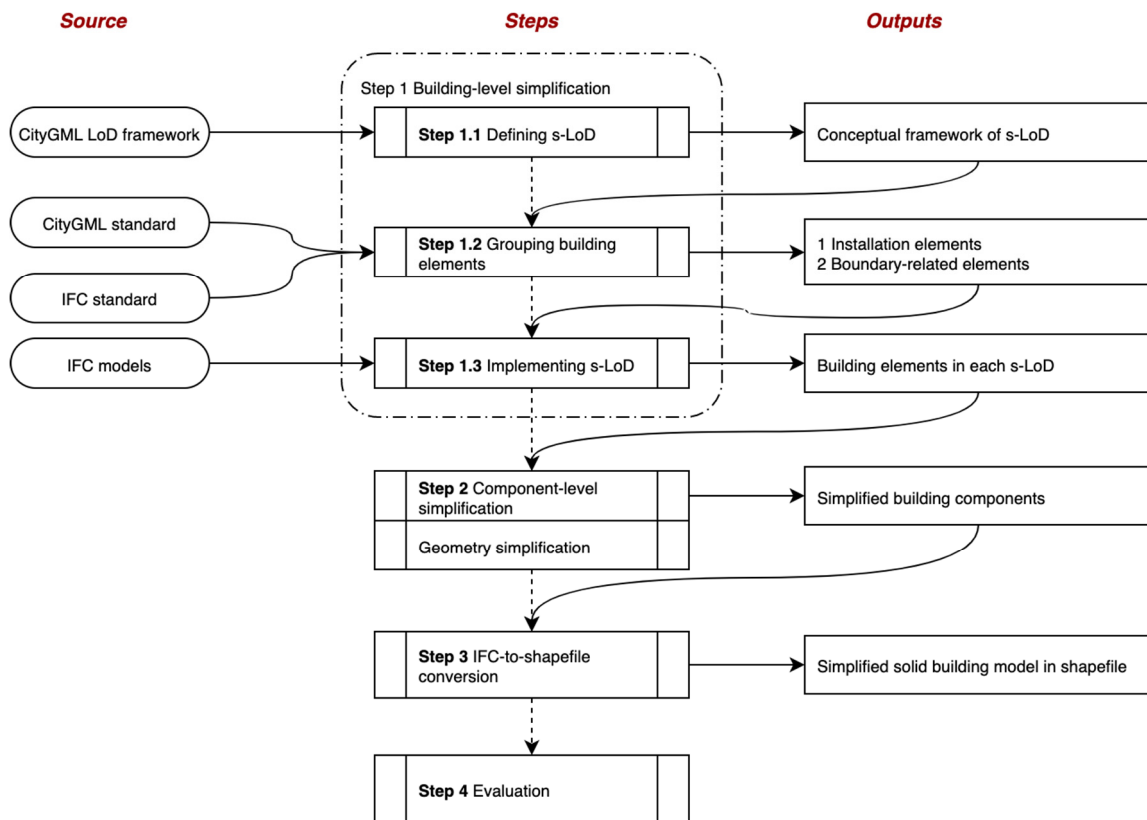 Source
Steps
Outputs
Step 1 Building-level simplification
CityGML LoD framework
Step 1.1 Defining s-LoD
Conceptual framework of s-LoD
CityGML standard
IFC standard
Step 1.2 Grouping building
elements
1 Installation elements
2 Boundary-related elements
IFC models
Step 1.3 Implementing s-LoD
Building elements in each s-LoD
Step 2 Component-level
simplification
Geometry simplification
Simplified building components
Step 3 IFC-to-shapefile
conversion
Simplified solid building model in shapefile
Step 4 Evaluation